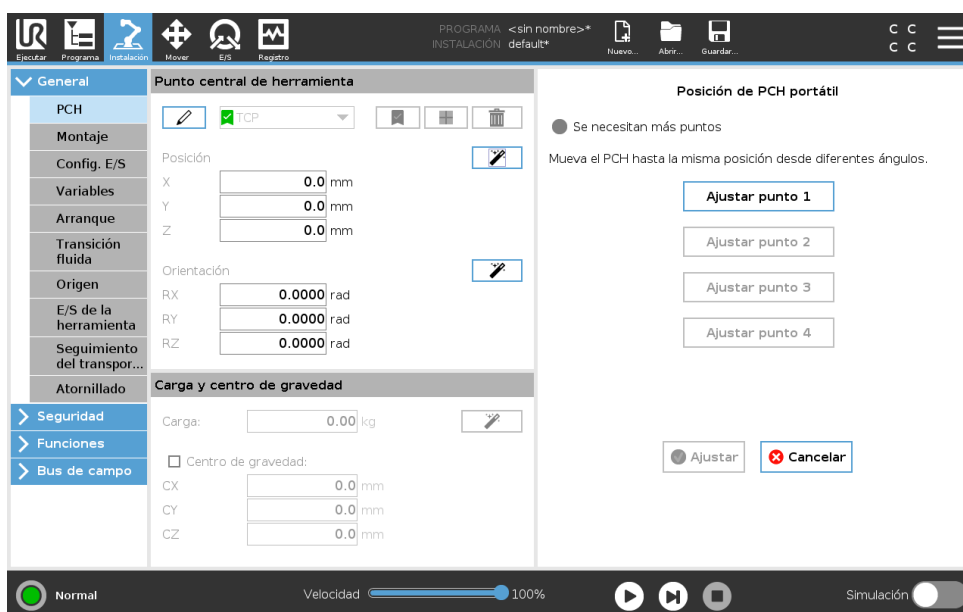 PROGRAMA <sin nombre>*
INSTALACIÓN default*
Ejecutar Programa Instalación Mover E/S Registro
Nuevo... Abrir... Guardar...
C C
C C
General
PCH
Montaje
Config. E/S
Variables
Arranque
Transición
fluida
Origen
E/S de la
herramienta
Seguimiento
del transpor...
Atornillado
Seguridad
Funciones
Bus de campo
Punto central de herramienta
TCP
Posición
X 0.0 mm
Y 0.0 mm
Z 0.0 mm
Orientación
RX 0.0000 rad
RY 0.0000 rad
RZ 0.0000 rad
Carga y centro de gravedad
Carga: 0.00 kg
Centro de gravedad:
CX 0.0 mm
CY 0.0 mm
CZ 0.0 mm
Posición de PCH portátil
Se necesitan más puntos
Mueva el PCH hasta la misma posición desde diferentes ángulos.
Ajustar punto 1
Ajustar punto 2
Ajustar punto 3
Ajustar punto 4
Ajustar Cancelar
Normal
Velocidad 100%
Simulación